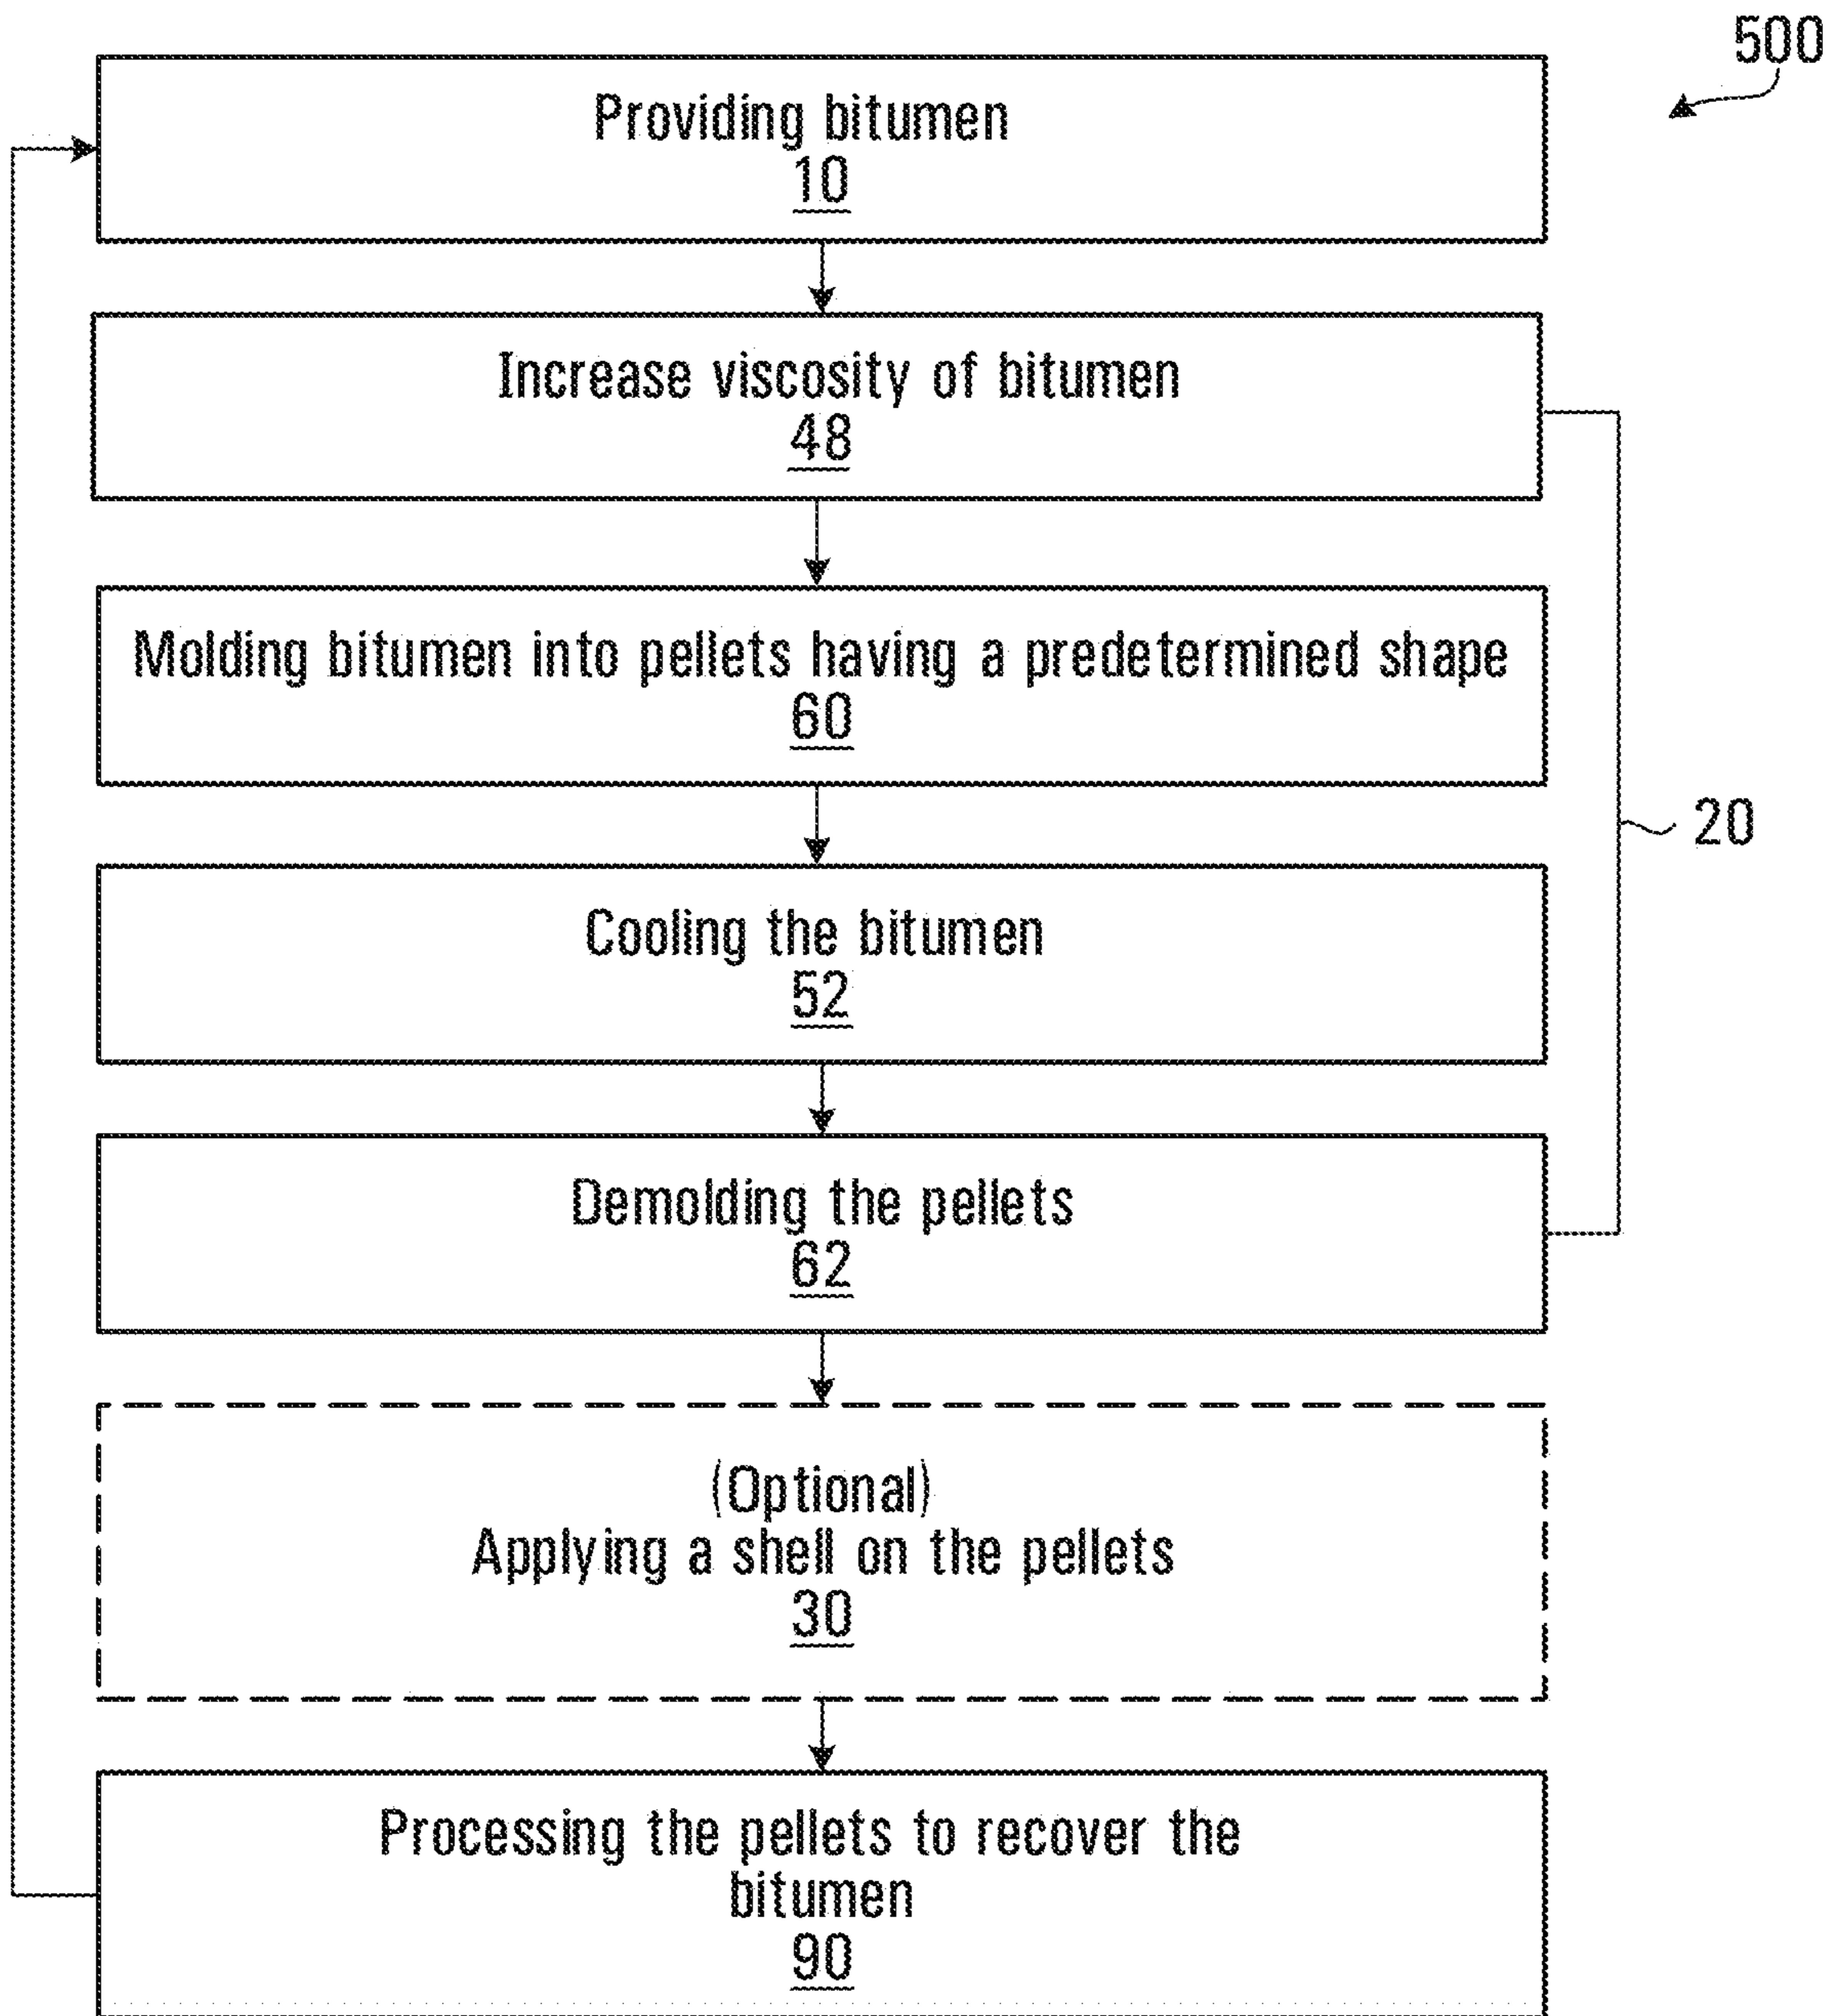 500
Providing bitumen
10
Increase viscosity of bitumen
48
Molding bitumen into pellets having a predetermined shape
60
20
Cooling the bitumen
52
Demolding the pellets
62
(Optional)
Applying a shell on the pellets
30
Processing the pellets to recover the
bitumen
90